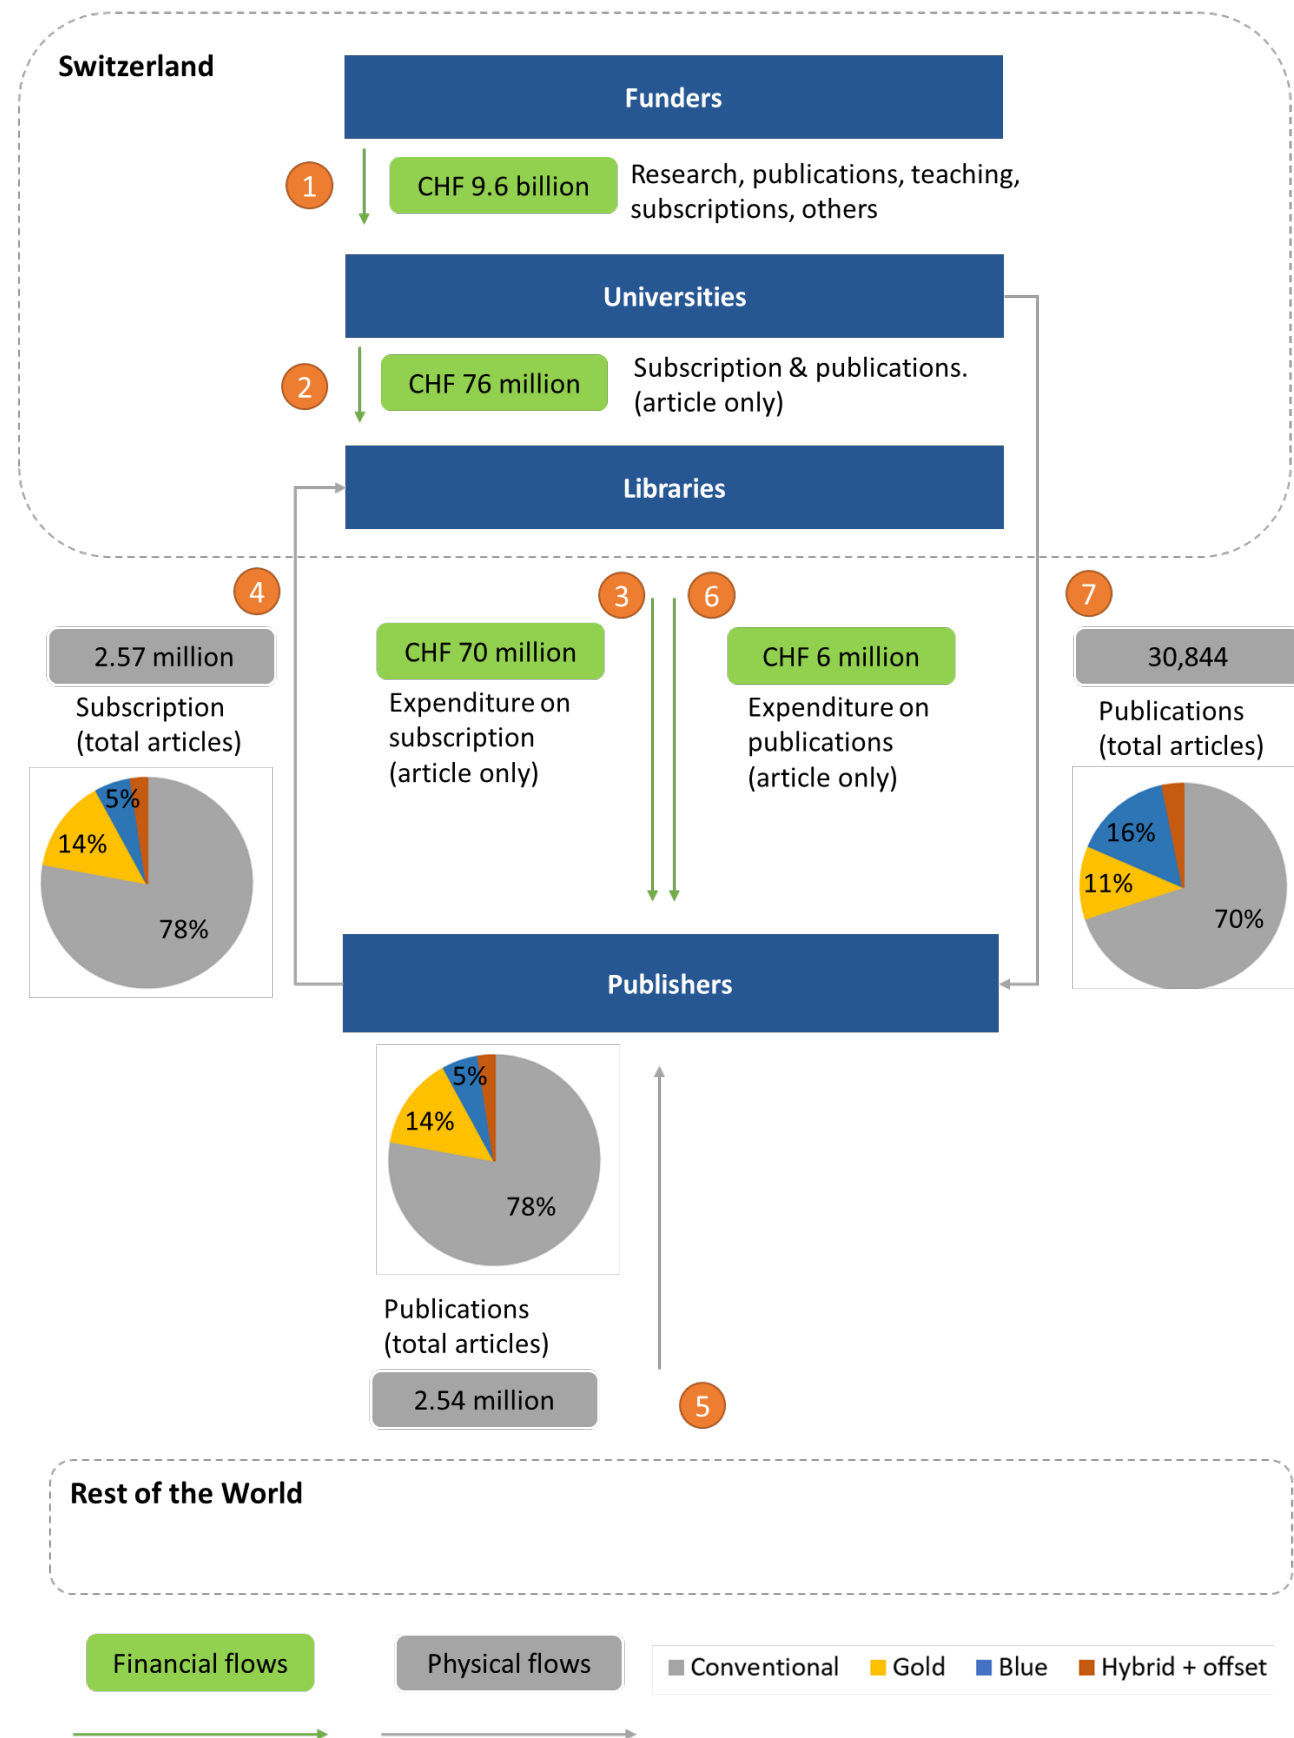 Switzerland
Funders
1
CHF 9.6 billion
Research, publications, teaching,
subscriptions, others
Universities
2
CHF 76 million
Subscription & publications.
(article only)
Libraries
4
3
6
7
2.57 million
Subscription
(total articles)
5%
14%
78%
CHF 70 million
Expenditure on
subscription
(article only)
CHF 6 million
Expenditure on
publications
(article only)
30,844
Publications
(total articles)
16%
11%
70%
Publishers
5%
14%
78%
Publications
(total articles)
2.54 million
5
Rest of the World
Financial flows
Physical flows
Conventional
Gold
Blue
Hybrid + offset